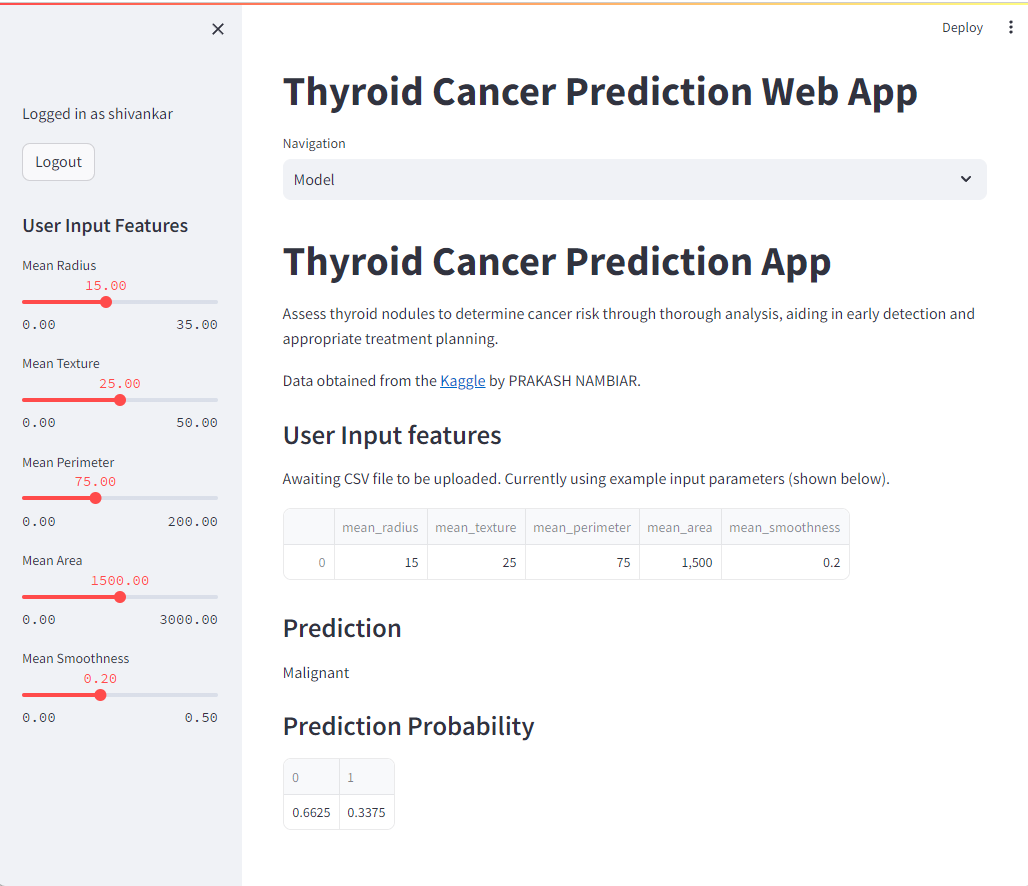 Deploy
Logged in as shivankar
Logout
User Input Features
Mean Radius
15.00
0.00 35.00
Mean Texture
25.00
0.00 50.00
Mean Perimeter
75.00
0.00 200.00
Mean Area
1500.00
0.00 3000.00
Mean Smoothness
0.20
0.00 0.50
Thyroid Cancer Prediction Web App
Navigation
Model
Thyroid Cancer Prediction App
Assess thyroid nodules to determine cancer risk through thorough analysis, aiding in early detection and
appropriate treatment planning.
Data obtained from the Kaggle by PRAKASH NAMBIAR.
User Input features
Awaiting CSV file to be uploaded. Currently using example input parameters (shown below).
mean_radius mean_texture mean_perimeter mean_area mean_smoothness
0 15 25 75 1,500 0.2
Prediction
Malignant
Prediction Probability
0 1
0.6625 0.3375